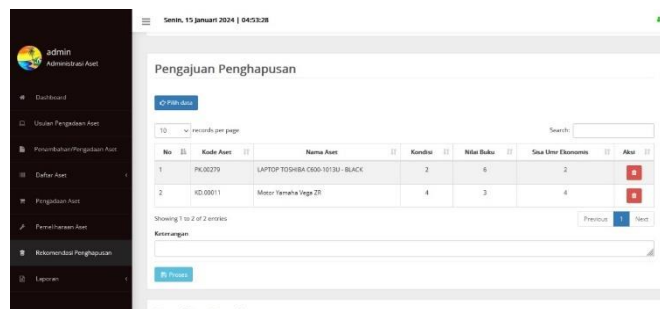 Senin, 15 Januari 2024 | 04:53:28
admin
Administrasi Aset
Pengajuan Penghapusan
Dashboard
Pilih data
Usulan Pengadaan Aset
10 records per page Search:
Penambahan/Pengadaan Aset
No Kode Aset Nama Aset Kondisi Nilai Buku Sisa Umr Ekonomis Aksi
1 PK.00279 LAPTOP TOSHIBA C600-1013U - BLACK 2 6 2
Daftar Aset
2 KD.00011 Motor Yamaha Vega ZR 4 3 4
Pengadaan Aset
Showing 1 to 2 of 2 entries Previous 1 Next
Pemeliharaan Aset
Keterangan
Rekomendasi Penghapusan
Proses
Laporan